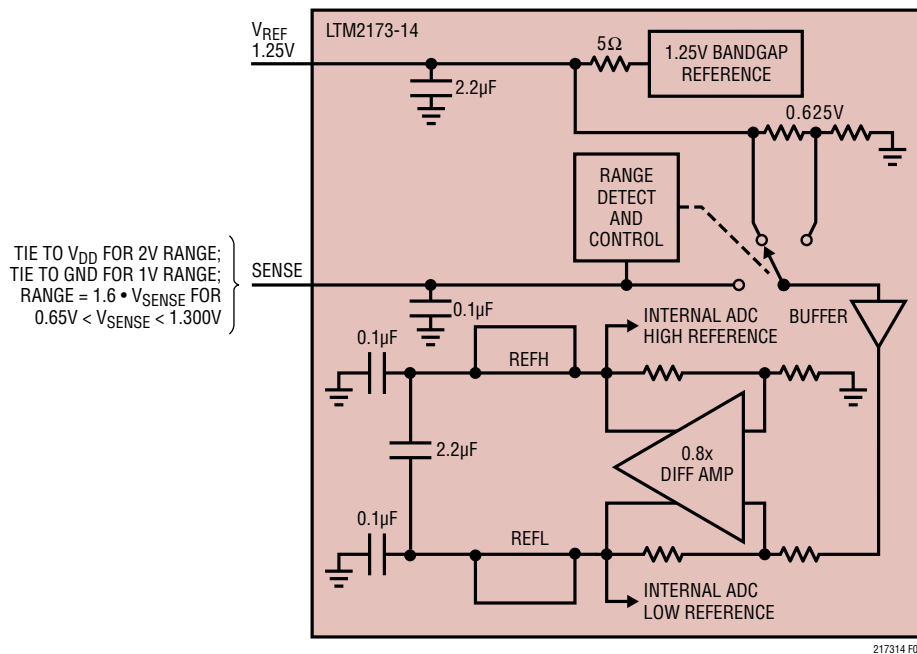 LTM2173-14
VREF
1.25V
5Ω
1.25V BANDGAP
REFERENCE
2.2µF
0.625V
RANGE
DETECT
AND
CONTROL
TIE TO VDD FOR 2V RANGE;
TIE TO GND FOR 1V RANGE;
RANGE = 1.6 • VSENSE FOR
0.65V < VSENSE < 1.300V
SENSE
0.1µF
BUFFER
INTERNAL ADC
HIGH REFERENCE
0.1µF
REFH
2.2µF
0.8x
DIFF AMP
0.1µF
REFL
INTERNAL ADC
LOW REFERENCE